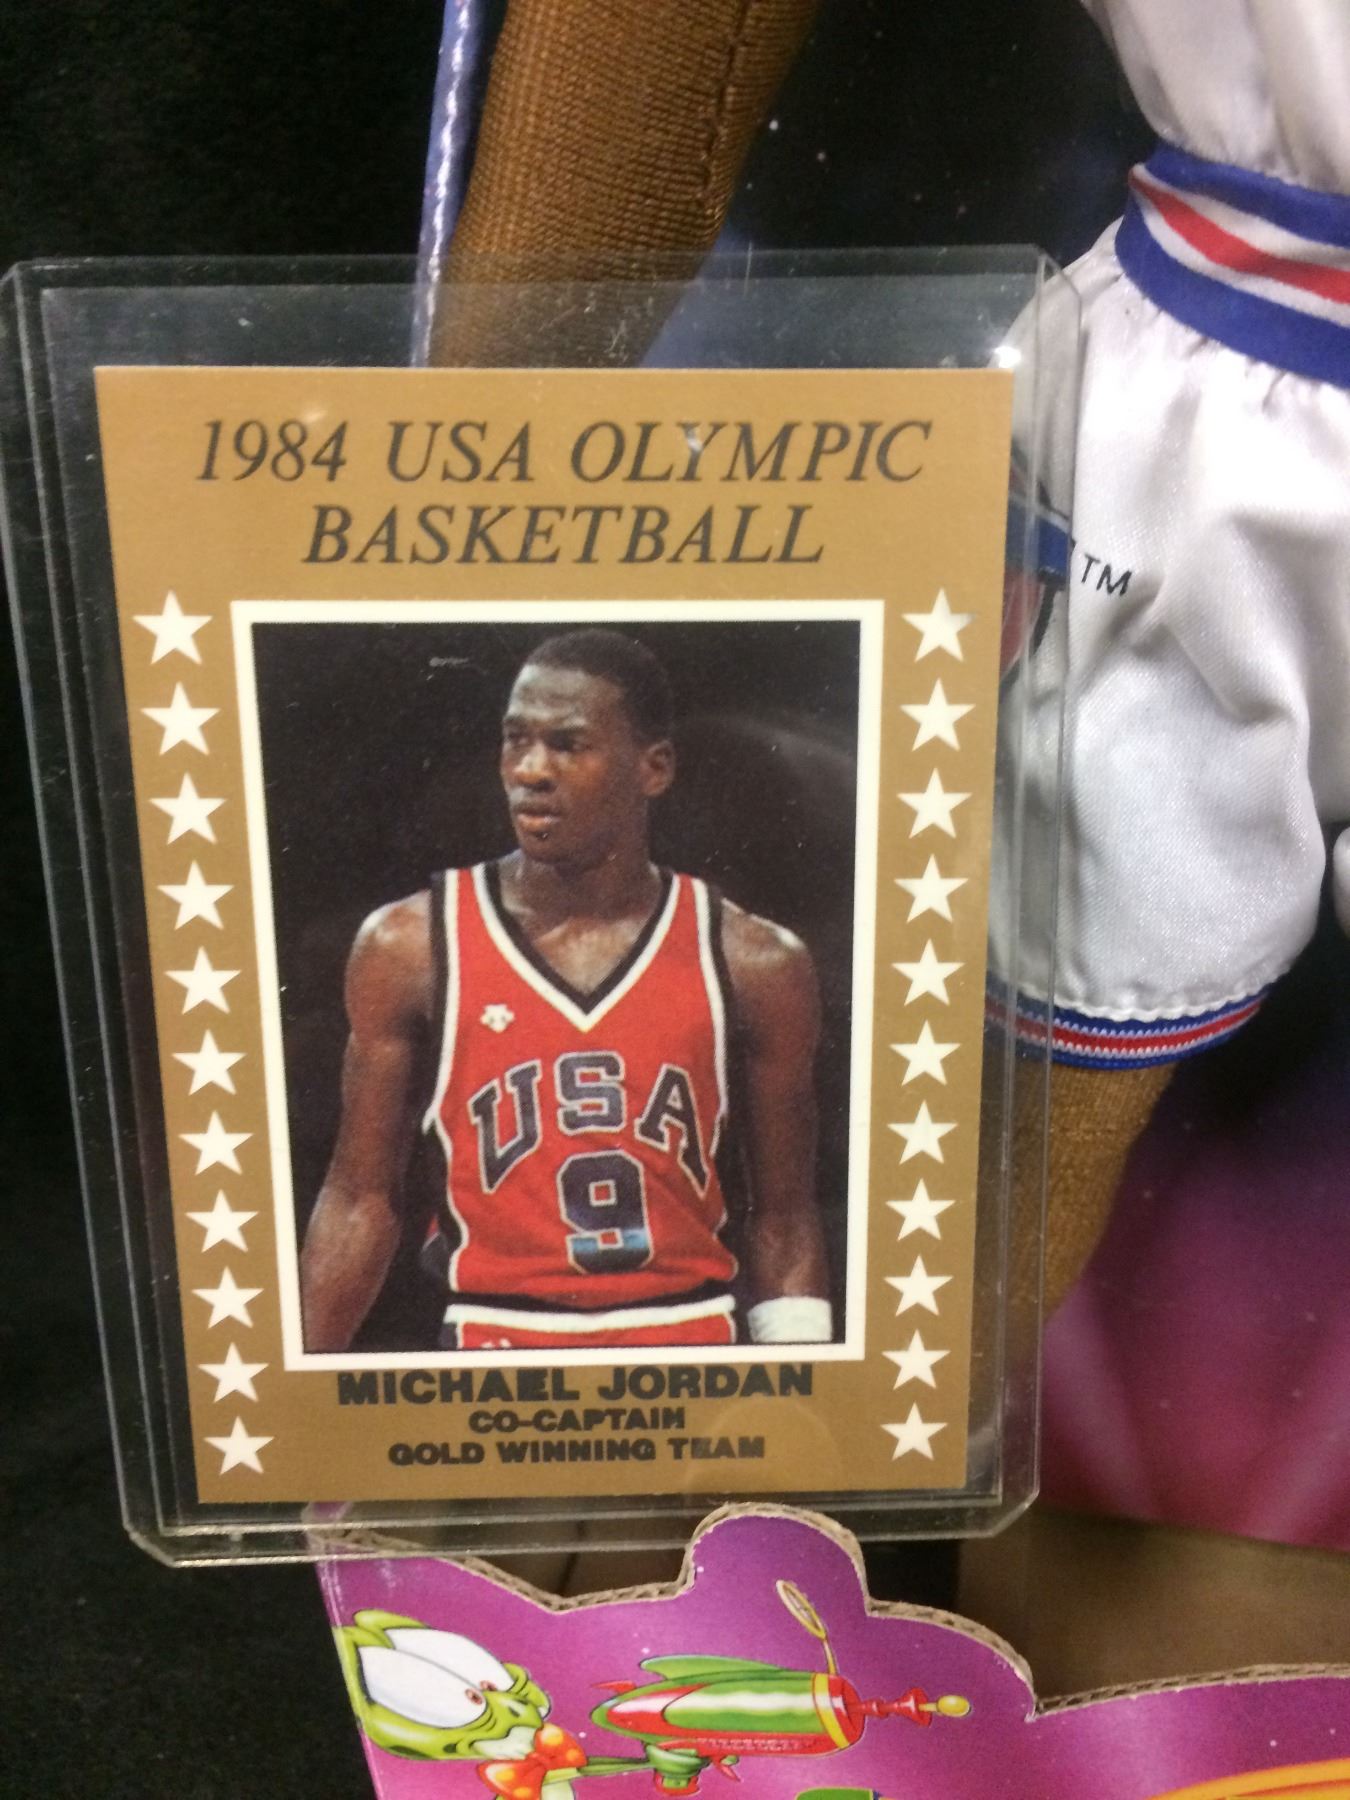 1984 USA OLYMPIC
BASKETBALL
TM
USA
9
MICHAEL JORDAN
CO-CAPTAIN
GOLD WINNING TEAM